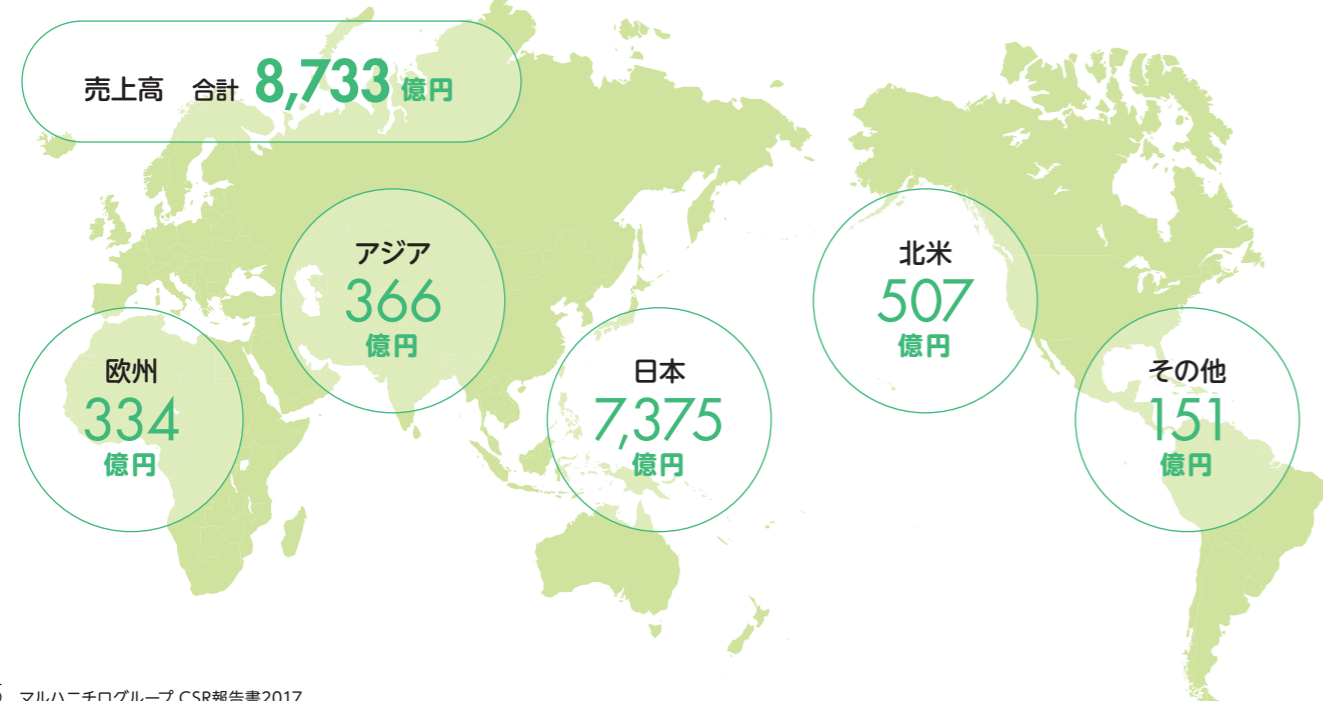 売上高 合計 8,733 億円
アジア
366
億円
北米
507
億円
欧州
334
億円
日本
7,375
億円
その他
151
億円
マルハニチログループ CSR報告書2017